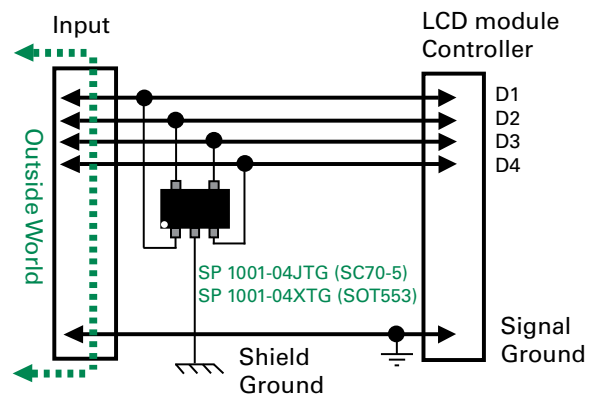 Input
LCD module
Controller
D1
D2
D3
D4
Outside World
SP 1001-04JTG (SC70-5)
SP 1001-04XTG (SOT553)
Shield
Ground
Signal
Ground